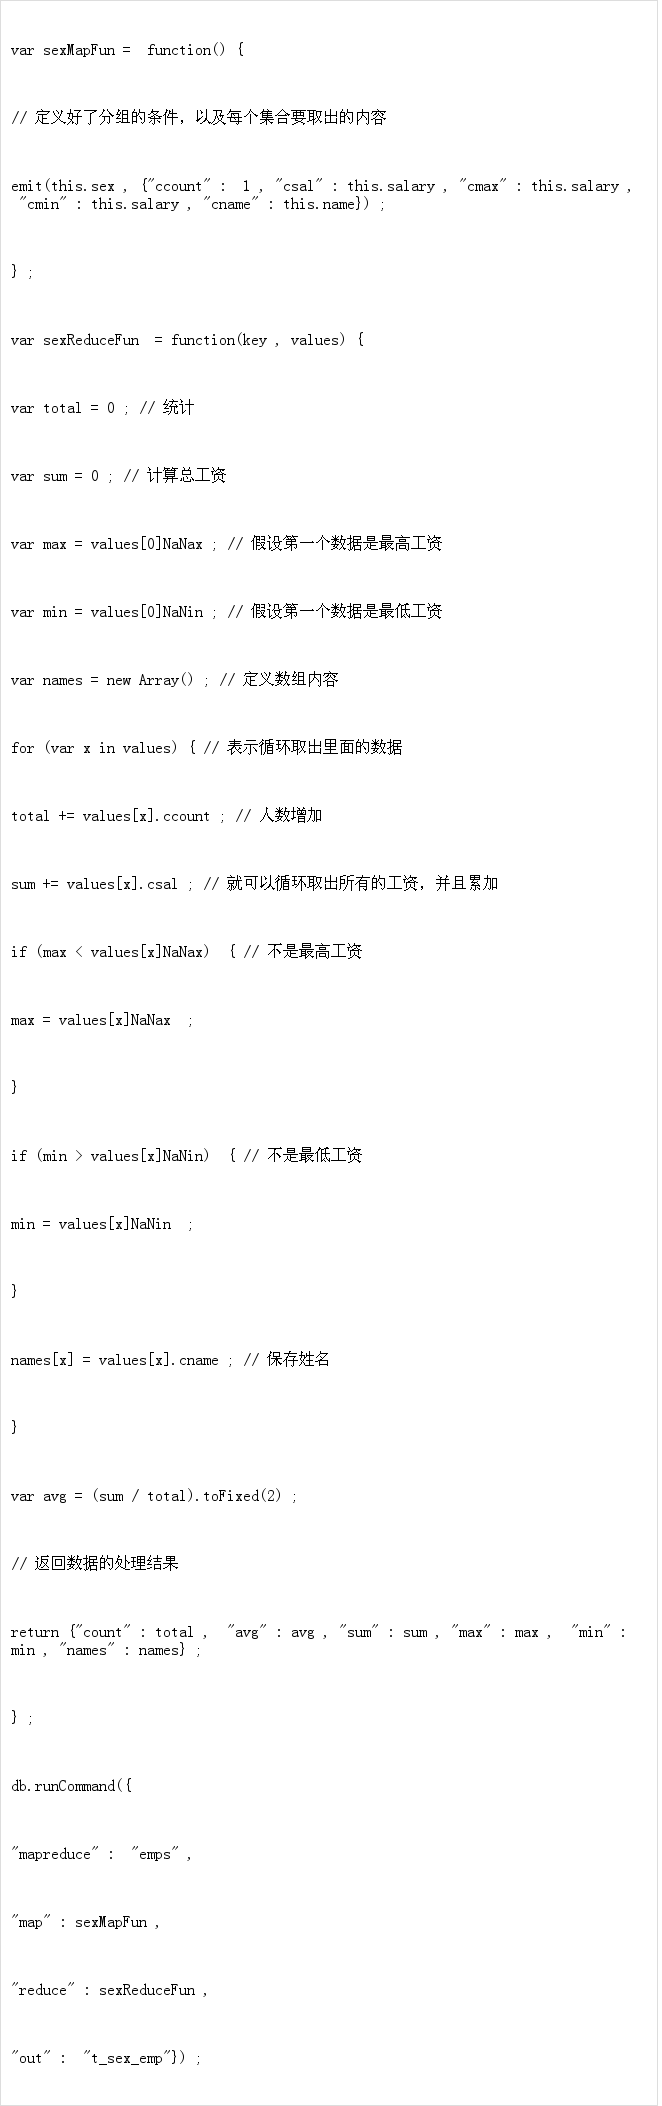 var sexMapFun = function() {
// 定义好了分组的条件，以及每个集合要取出的内容
emit(this.sex , {"ccount" : 1 , "csal" : this.salary , "cmax" : this.salary ,
"cmin" : this.salary , "cname" : this.name}) ;
} ;
var sexReduceFun = function(key , values) {
var total = 0 ; // 统计
var sum = 0 ; // 计算总工资
var max = values[0]NaNax ; // 假设第一个数据是最高工资
var min = values[0]NaNin ; // 假设第一个数据是最低工资
var names = new Array() ; // 定义数组内容
for (var x in values) { // 表示循环取出里面的数据
total += values[x].ccount ; // 人数增加
sum += values[x].csal ; // 就可以循环取出所有的工资，并且累加
if (max < values[x]NaNax) { // 不是最高工资
max = values[x]NaNax ;
}
if (min > values[x]NaNin) { // 不是最低工资
min = values[x]NaNin ;
}
names[x] = values[x].cname ; // 保存姓名
}
var avg = (sum / total).toFixed(2) ;
// 返回数据的处理结果
return {"count" : total , "avg" : avg , "sum" : sum , "max" : max , "min" :
min , "names" : names} ;
} ;
db.runCommand({
"mapreduce" : "emps" ,
"map" : sexMapFun ,
"reduce" : sexReduceFun ,
"out" : "t_sex_emp"}) ;